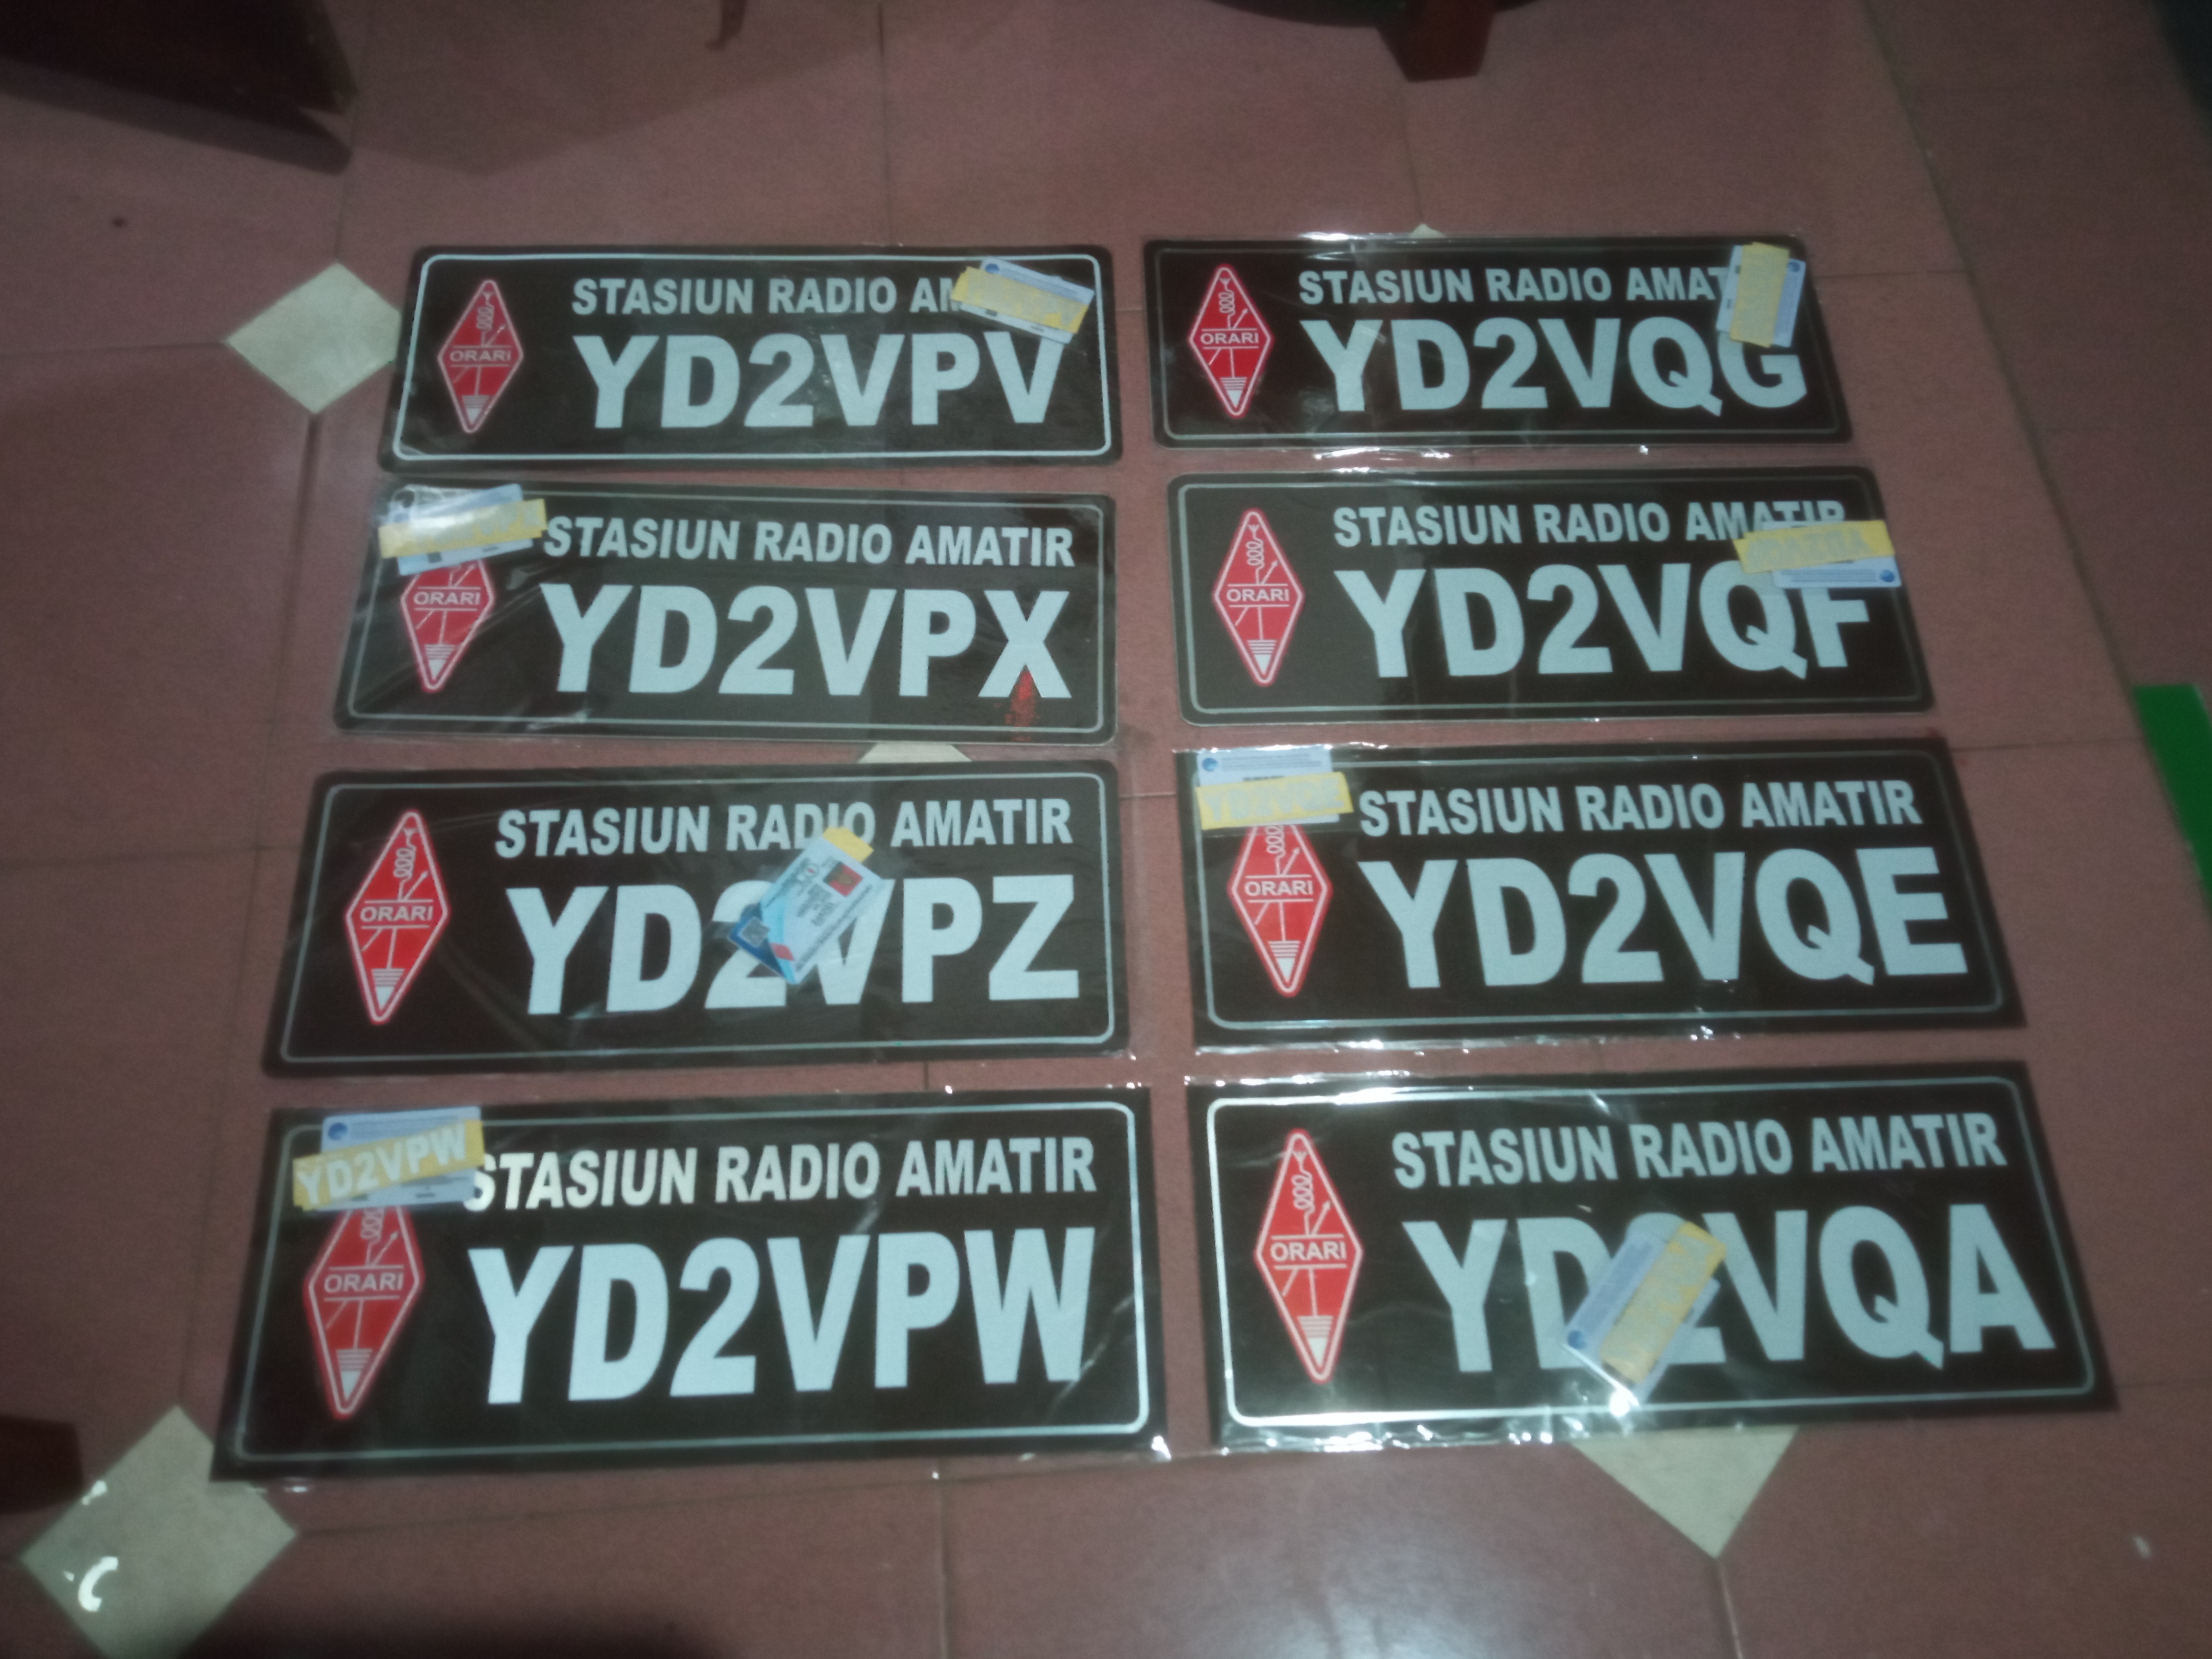 STASIUN RADIO AMATIR
ORARI
YD2VPV
STASIUN RADIO AMATIR
ORARI
YD2VQG
STASIUN RADIO AMATIR
ORARI
YD2VPX
STASIUN RADIO AMATIR
ORARI
YD2VQF
STASIUN RADIO AMATIR
ORARI
YD2VPZ
STASIUN RADIO AMATIR
ORARI
YD2VQE
YD2VPW
STASIUN RADIO AMATIR
ORARI
YD2VPW
STASIUN RADIO AMATIR
ORARI
YD2VQA